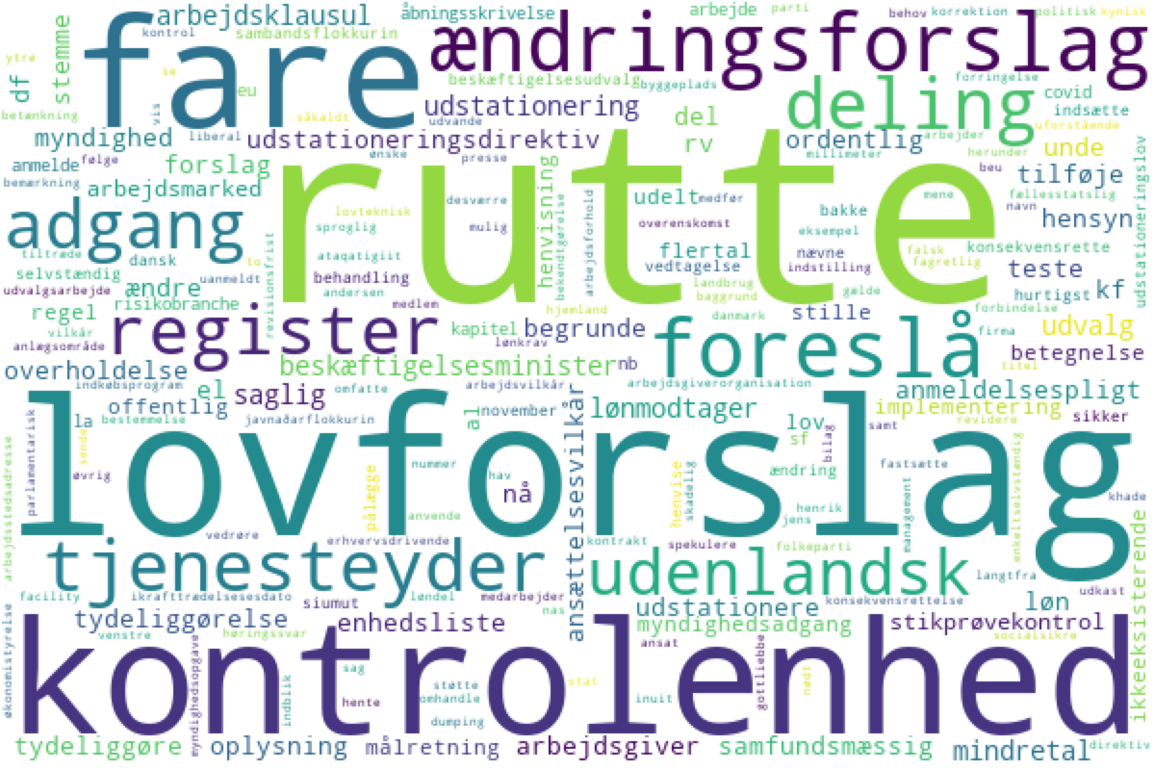 arbejdsklausul
åbningsskrivelse
arbejde
parti
behov
korrektion
politisk
kynisk
ytre
stemme
df
kontrol
sambandsflokkurin
fare
ændringsforslag
beskæftigelsesudvalg
byggeplads
forringelse
covid
indsætte
betænkning
vis
se
eu
såkaldt
udvande
udstationering
deling
del
rv
myndighed
liberal
udstationeringsdirektiv
ordentlig
arbejder
uforstående
unde
anmelde
følge
forslag
ønske
presse
millimeter
herunder
beu
tilføje
bemærkning
arbejdsmarked
rutte
henvisning
desværre
udelt
medfør
mene
fællesstatslig
adgang
lovteknisk
sproglig
mulig
bekendtgørelse
arbejdsforhold
overenskomst
bakke
eksempel
navn
hensyn
udstationeringslov
tiltræde
dansk
revisionsfrist
to
ataqatigiit
flertal
nævne
falsk
fagretlig
konsekvensrette
selvstændig
uanmeldt
behandling
vedtagelse
indstilling
teste
udvalgsarbejde
ændre
andersen
landbrug
baggrund
gælde
hurtigst
kf
risikobranche
medlem
hjemland
danmark
stille
forbindelse
regel
vilkår
register
kapitel
begrunde
foreslå
firma
udvalg
anlægsområde
lønkrav
titel
betegnelse
overholdelse
beskæftigelsesminister
nb
indkøbsprogram
el
saglig
omfatte
arbejdsvilkår
arbejdsgiverorganisation
anmeldelsespligt
parlamentarisk
offentlig
al
november
ansættelsesvilkår
lønmodtager
lov
implementering
sikker
la
bestemmelse
javnaðarflokkurin
sf
bilag
samt
revidere
lovforslag
arbejdsstedsadresse
øvrig
sende
pålægge
nummer
hav
nå
henvise
skadelig
ændring
fastsætte
henrik
jens
management
enkeltselvstændig
khade
anvende
vedrøre
erhvervsdrivende
kontrakt
spekulere
folkeparti
ikkeeksisterende
tjenesteyder
udenlandsk
langtfra
facility
ikrafttrædelsesdato
løndel
medarbejder
nas
konsekvensrettelse
udkast
økonomistyrelse
siumut
udstationere
løn
tydeliggørelse
enhedsliste
myndighedsadgang
stikprøvekontrol
venstre
høringssvar
ansat
socialsikre
kontrolenhed
myndighedsopgave
indblik
sag
hente
støtte
omhandle
dumping
stat
inuit
gottliebbe
nødt
tydeliggøre
oplysning
målretning
arbejdsgiver
samfundsmæssig
mindretal
direktiv